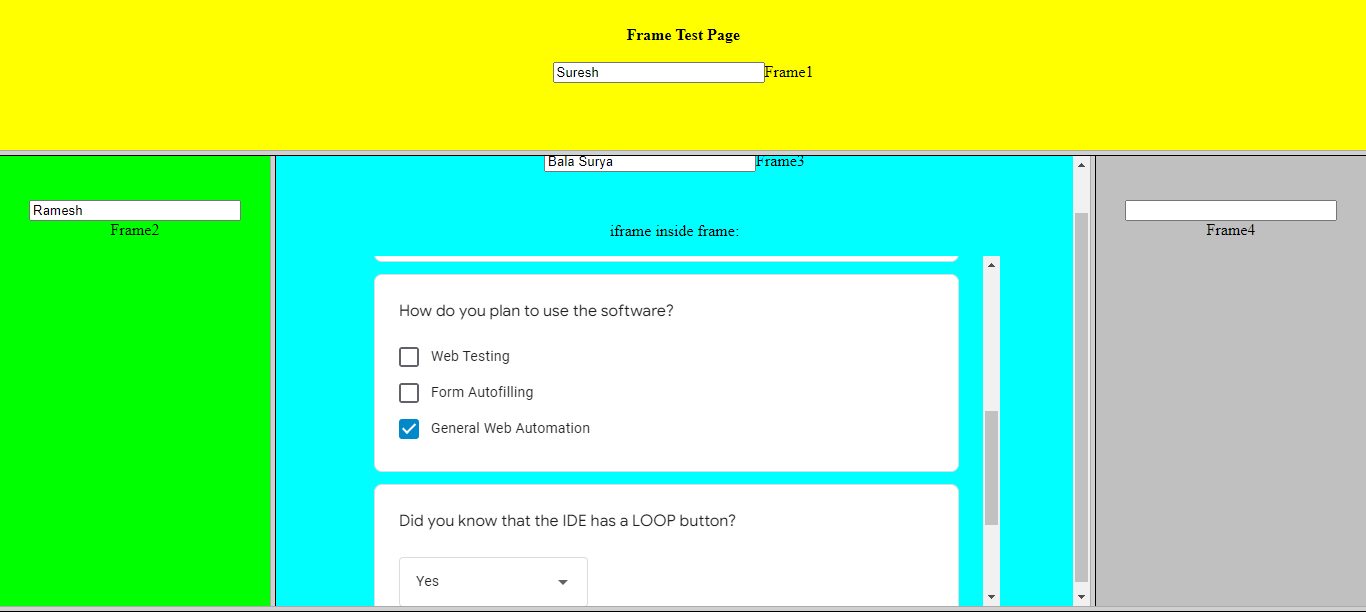 Frame Test Page
Suresh Frame1
Bala Surya Frame3
Ramesh
Frame2
Frame4
iframe inside frame:
How do you plan to use the software?
Web Testing
Form Autofilling
General Web Automation
Did you know that the IDE has a LOOP button?
Yes